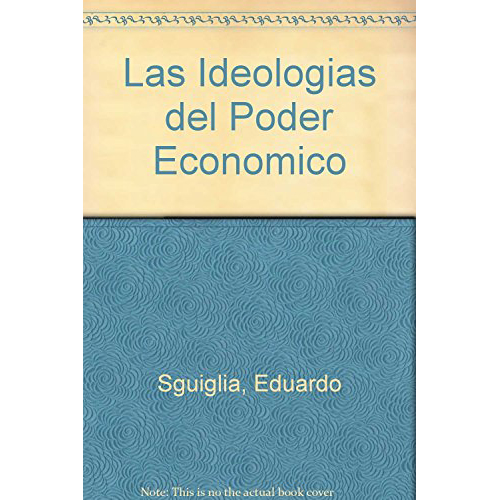 Las Ideologias
del Poder
Economico
Sguiglia, Eduardo
Note: This is no the actual book cover